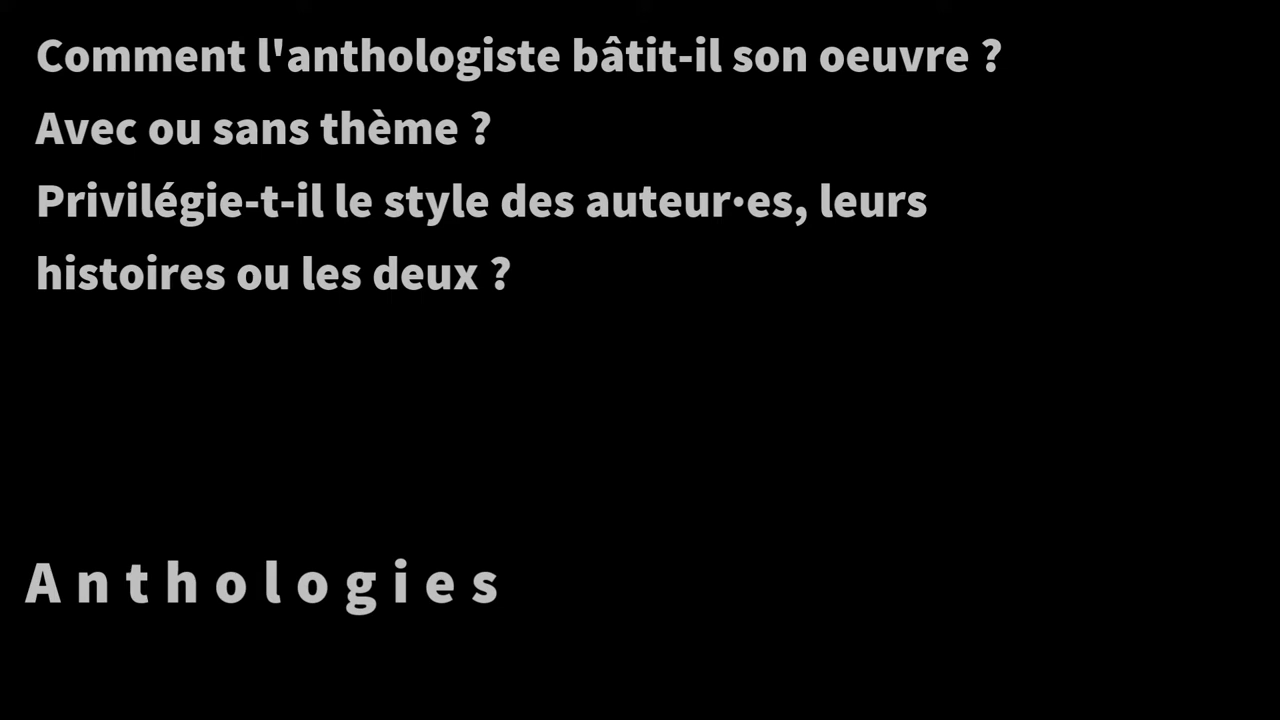 Comment l'anthologiste bâtit-il son oeuvre ?
Avec ou sans thème ?
Privilégie-t-il le style des auteur·es, leurs
histoires ou les deux ?
Anthologies